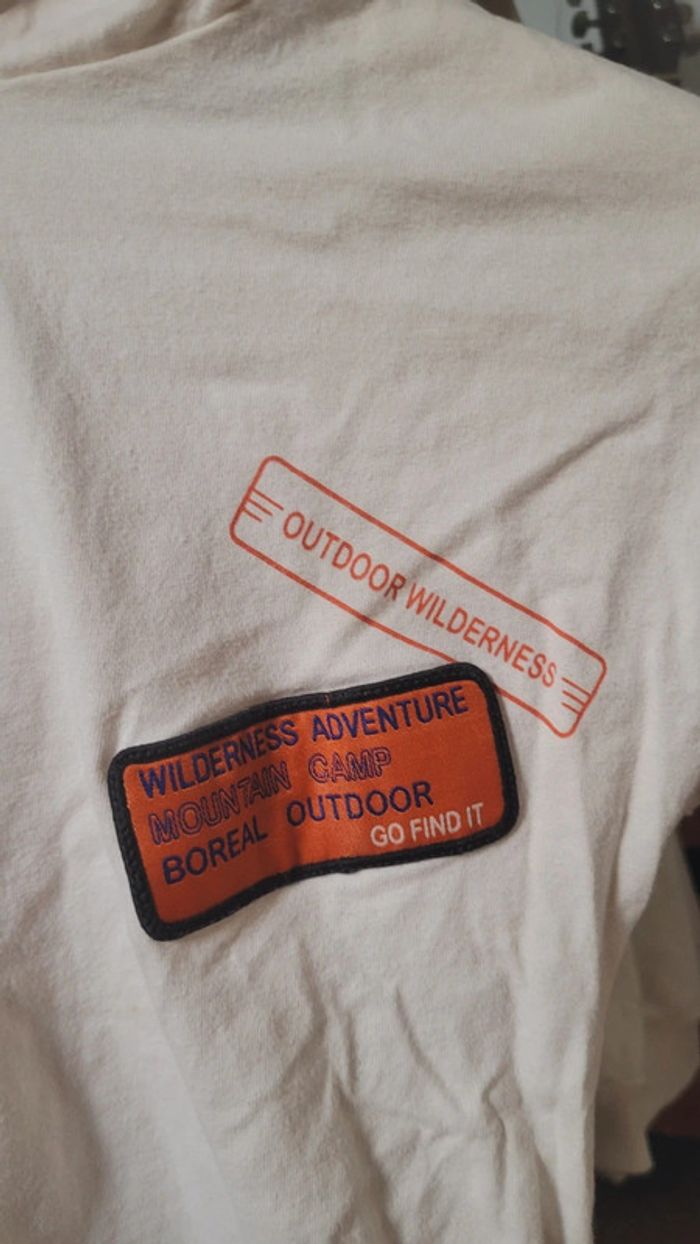 OUTDOOR WILDERNESS
WILDERNESS ADVENTURE
MOUNTAIN CAMP
BOREAL OUTDOOR
GO FIND IT